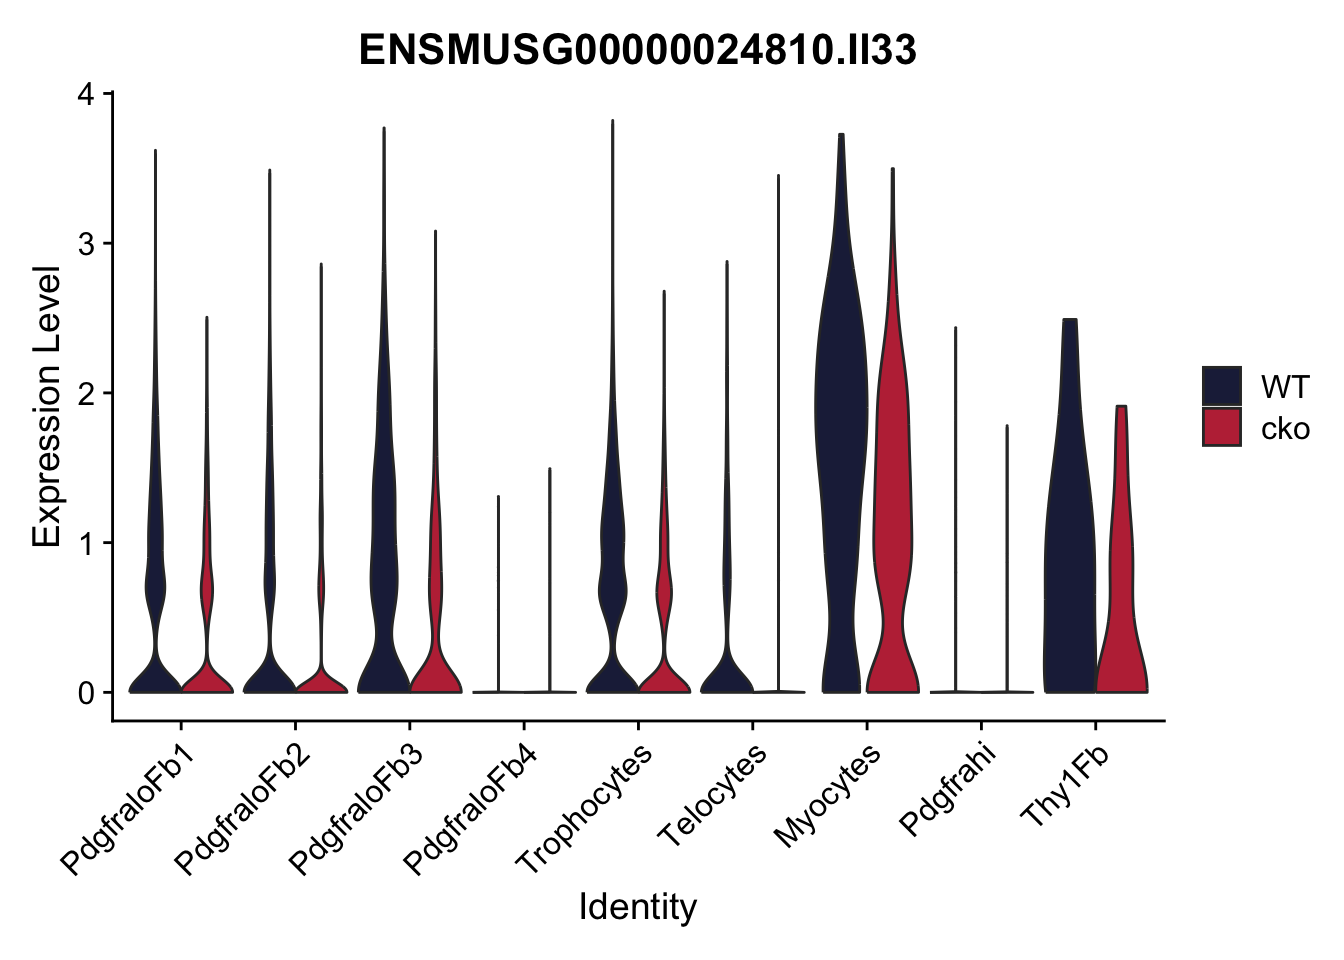 ENSMUSG00000024810.Il33
4
3
2
1
0
Expression Level
WT
cko
PdgfraloFb1
PdgfraloFb2
PdgfraloFb3
PdgfraloFb4
Trophocytes
Telocytes
Myocytes
Pdgfrahi
Thy1Fb
Identity